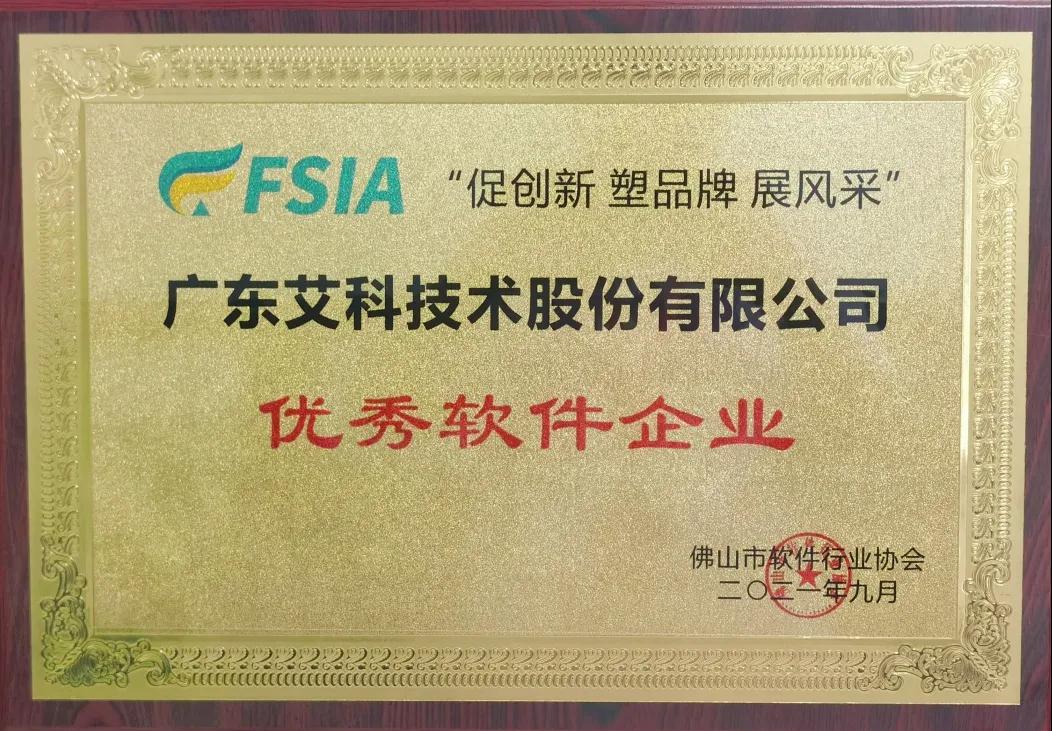 FSIA “促创新 塑品牌 展风采”
广东艾科技术股份有限公司
优秀软件企业
佛山市软件行业协会
二〇二一年九月